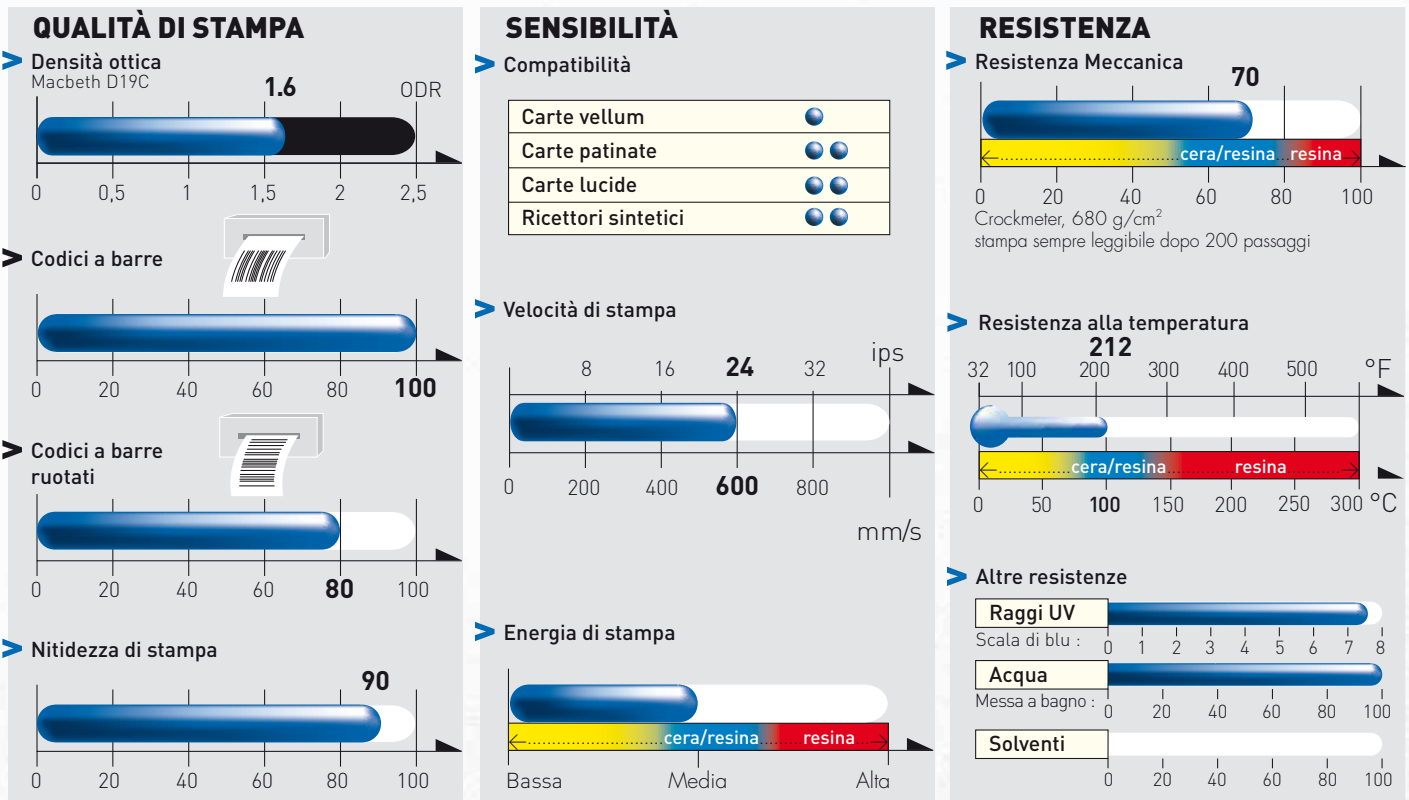 QUALITÀ DI STAMPA
> Densità ottica
Macbeth D19C
1.6
ODR
0 0,5 1 1,5 2 2,5
> Codici a barre
0 20 40 60 80 100
> Codici a barre
ruotati
0 20 40 60 80 100
> Nitidezza di stampa
90
0 20 40 60 80 100
SENSIBILITÀ
> Compatibilità
Carte vellum
Carte patinate
Carte lucide
Ricettori sintetici
> Velocità di stampa
ips
8 16 24 32
0 200 400 600 800
mm/s
> Energia di stampa
cera/resina resina
Bassa Media Alta
RESISTENZA
> Resistenza Meccanica
70
cera/resina resina
0 20 40 60 80 100
Crockmeter, 680 g/cm²
stampa sempre leggibile dopo 200 passaggi
> Resistenza alla temperatura
212
32 100 200 300 400 500 °F
cera/resina resina
0 50 100 150 200 250 300 °C
> Altre resistenze
Raggi UV
Scala di blu : 0 1 2 3 4 5 6 7 8
Acqua
Messa a bagno : 0 20 40 60 80 100
Solventi
0 20 40 60 80 100